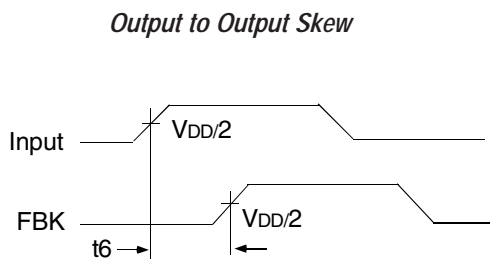 Output to Output Skew
Input
VDD/2
FBK
VDD/2
t6